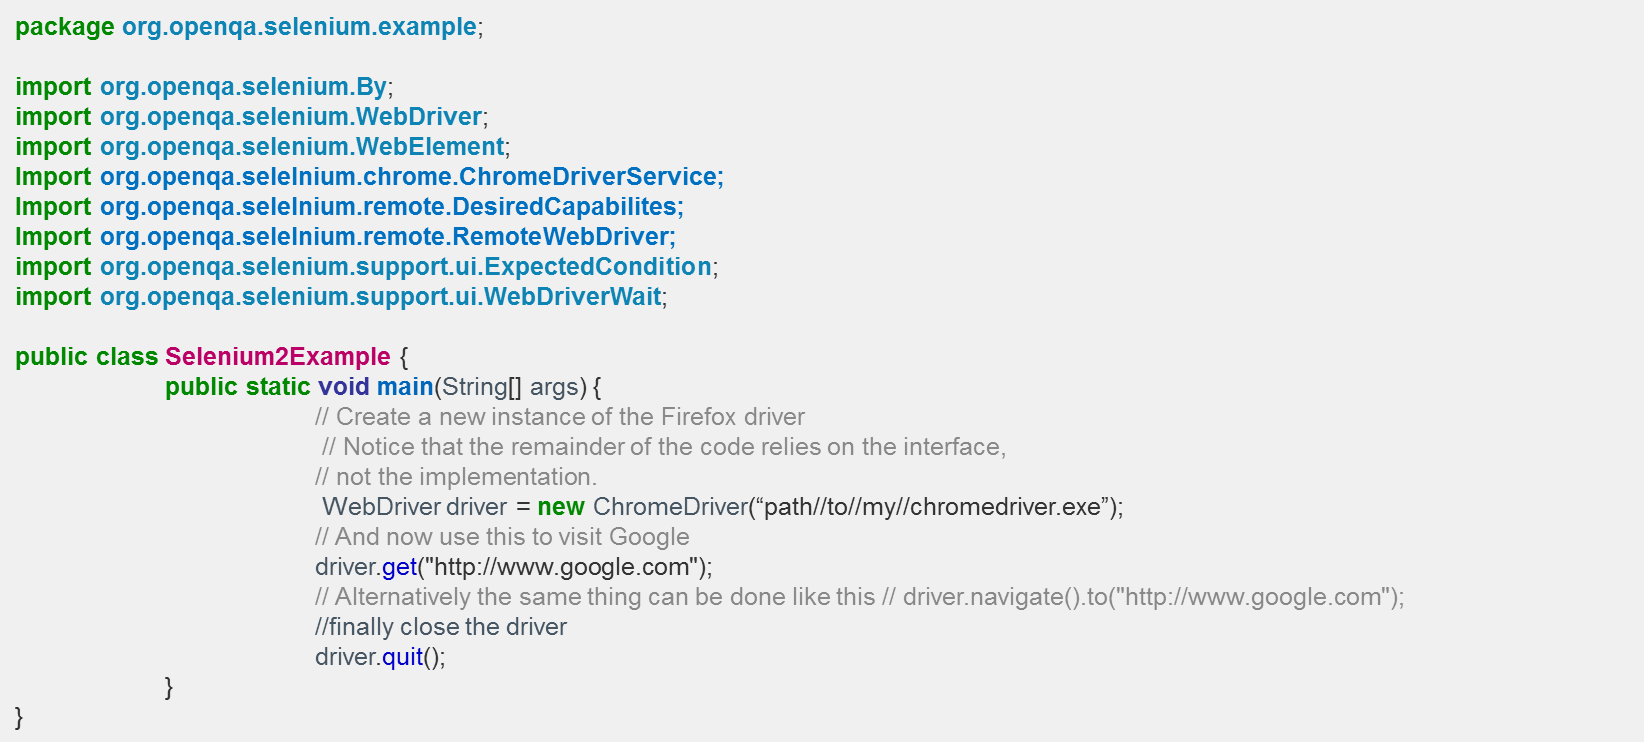 package org.openqa.selenium.example;
import org.openqa.selenium.By;
import org.openqa.selenium.WebDriver;
import org.openqa.selenium.WebElement;
Import org.openqa.selelnium.chrome.ChromeDriverService;
Import org.openqa.selelnium.remote.DesiredCapabilites;
Import org.openqa.selelnium.remote.RemoteWebDriver;
import org.openqa.selenium.support.ui.ExpectedCondition;
import org.openqa.selenium.support.ui.WebDriverWait;
public class Selenium2Example {
public static void main(String[] args) {
// Create a new instance of the Firefox driver
// Notice that the remainder of the code relies on the interface,
// not the implementation.
WebDriver driver = new ChromeDriver(“path//to//my//chromedriver.exe”);
// And now use this to visit Google
driver.get("http://www.google.com");
// Alternatively the same thing can be done like this // driver.navigate().to("http://www.google.com");
//finally close the driver
driver.quit();
}
}